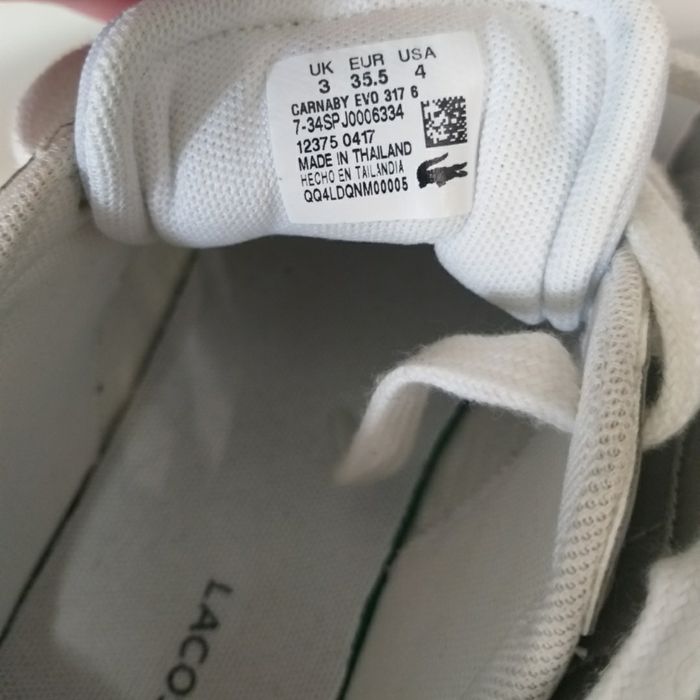 UK EUR USA
3 35.5 4
CARNABY EVO 317 6
7-34SPJ0006334
12375 0417
MADE IN THAILAND
HECHO EN TAILANDIA
QQ4LDQNM00005
LACOS